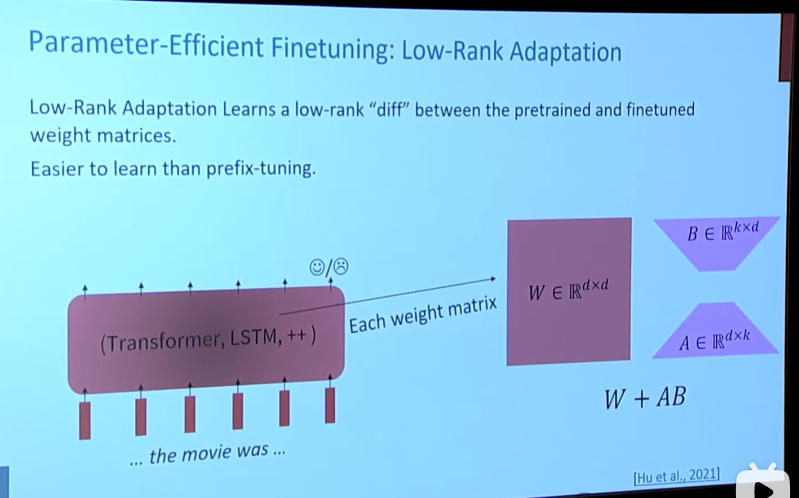 Parameter-Efficient Finetuning: Low-Rank Adaptation
Low-Rank Adaptation Learns a low-rank “diff” between the pretrained and finetuned
weight matrices.
Easier to learn than prefix-tuning.
☺/☹
(Transformer, LSTM, ++ )
Each weight matrix
W ∈ ℝ^{d×d}
B ∈ ℝ^{k×d}
A ∈ ℝ^{d×k}
W + AB
... the movie was ...
[Hu et al., 2021]